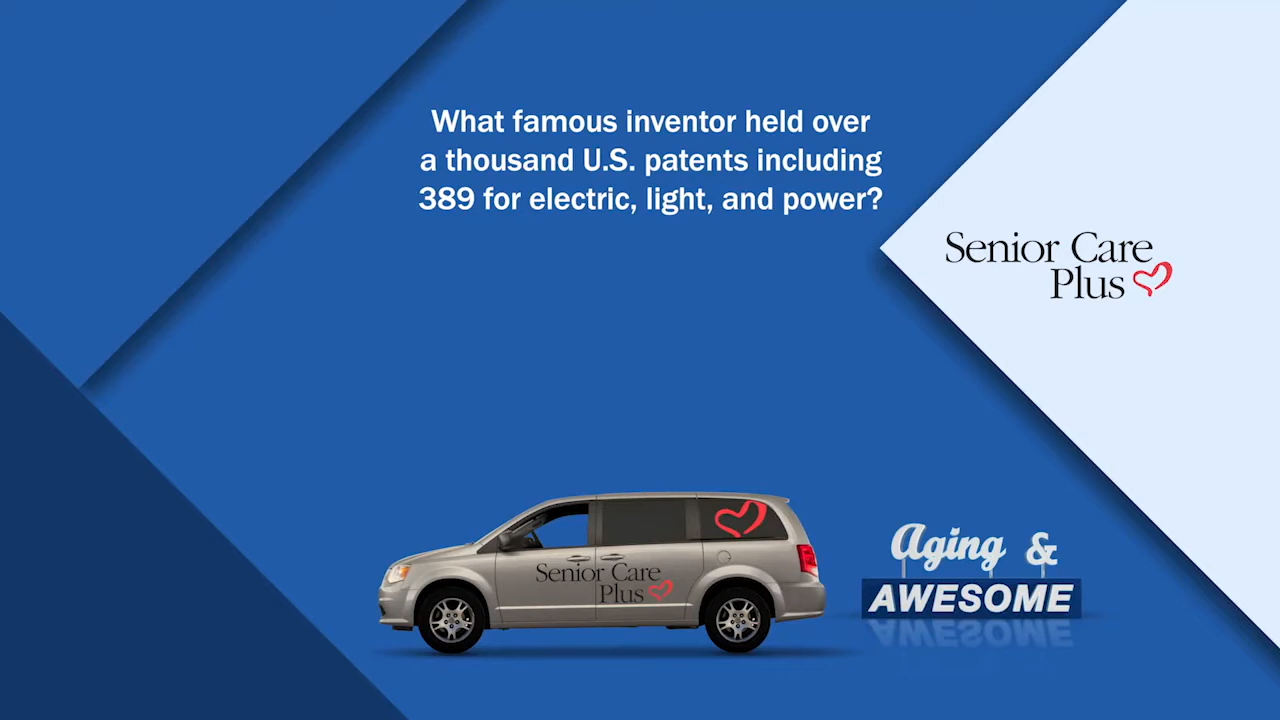 What famous inventor held over
a thousand U.S. patents including
389 for electric, light, and power?
Senior Care
Plus
Senior Care
Plus
Aging &
AWESOME